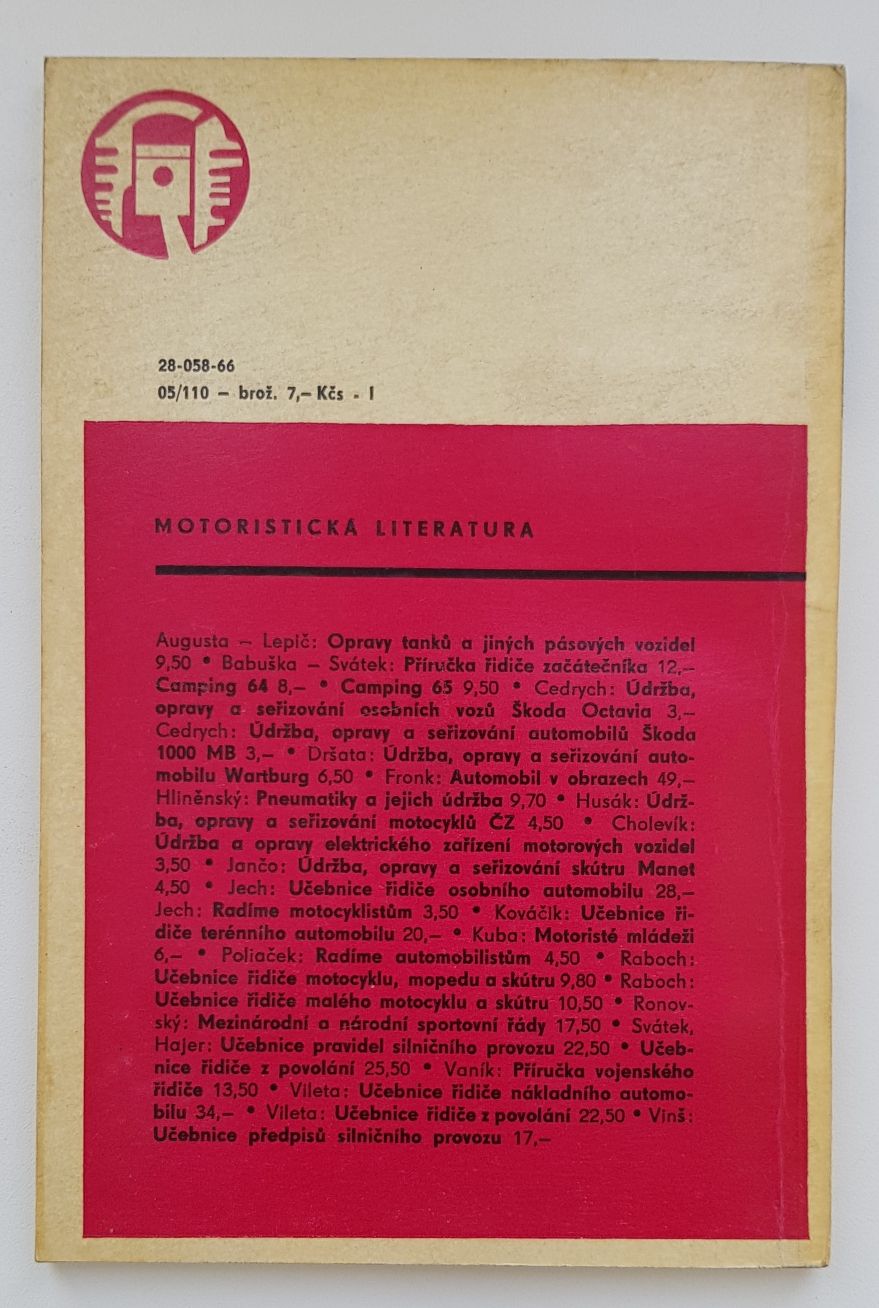 28-058-66
05/110 – brož. 7,– Kčs - I
MOTORISTICKÁ LITERATURA
Augusta – Lepič: Opravy tanků a jiných pásových vozidel
9,50 • Babuška – Svátek: Příručka řidiče začátečníka 12,–
Camping 64 8,– • Camping 65 9,50 • Cedrych: Údržba,
opravy a seřizování osobních vozů Škoda Octavia 3,–
Cedrych: Údržba, opravy a seřizování automobilů Škoda
1000 MB 3,– • Dršata: Údržba, opravy a seřizování auto-
mobilu Wartburg 6,50 • Fronk: Automobil v obrazech 49,–
Hliněnský: Pneumatiky a jejich údržba 9,70 • Husák: Údrž-
ba, opravy a seřizování motocyklů ČZ 4,50 • Cholevík:
Údržba a opravy elektrického zařízení motorových vozidel
3,50 • Jančo: Údržba, opravy a seřizování skútru Manet
4,50 • Jech: Učebnice řidiče osobního automobilu 28,–
Jech: Radíme motocyklistům 3,50 • Kováčik: Učebnice ři-
diče terénního automobilu 20,– • Kuba: Motoristé mládeži
6,– • Poliaček: Radíme automobilistům 4,50 • Raboch:
Učebnice řidiče motocyklu, mopedu a skútru 9,80 • Raboch:
Učebnice řidiče malého motocyklu a skútru 10,50 • Ronov-
ský: Mezinárodní a národní sportovní řády 17,50 • Svátek,
Hajer: Učebnice pravidel silničního provozu 22,50 • Učeb-
nice řidiče z povolání 25,50 • Vaník: Příručka vojenského
řidiče 13,50 • Vileta: Učebnice řidiče nákladního automo-
bilu 34,– • Vileta: Učebnice řidiče z povolání 22,50 • Vinš:
Učebnice předpisů silničního provozu 17,–